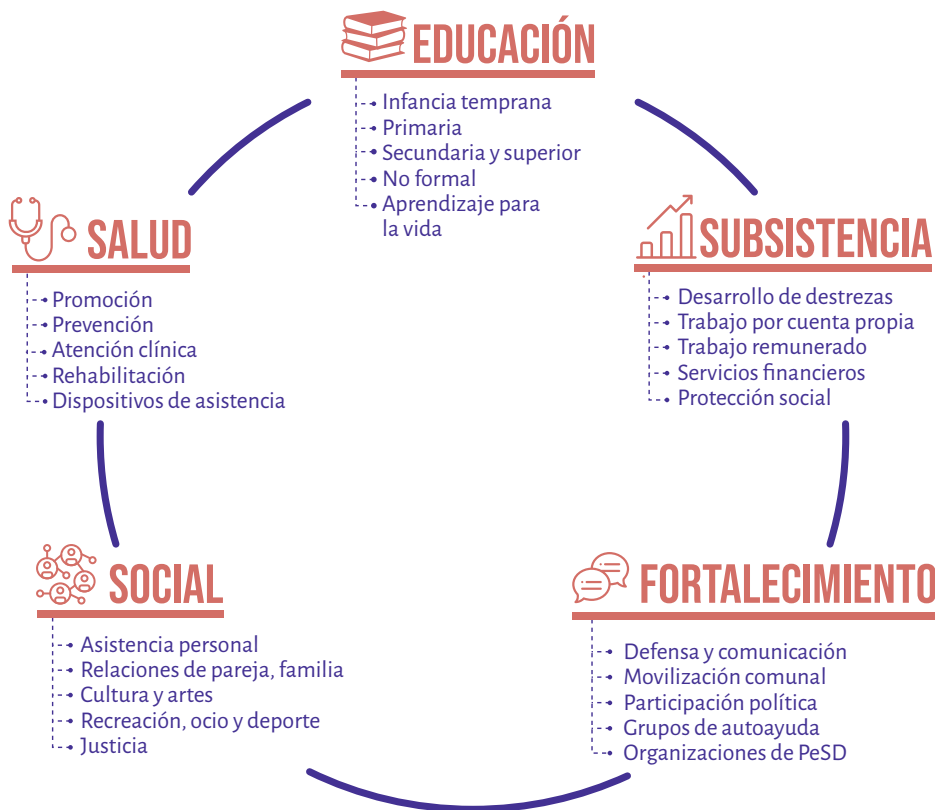 EDUCACIÓN
Infancia temprana
Primaria
Secundaria y superior
No formal
Aprendizaje para
la vida
SALUD
Promoción
Prevención
Atención clínica
Rehabilitación
Dispositivos de asistencia
SUBSISTENCIA
Desarrollo de destrezas
Trabajo por cuenta propia
Trabajo remunerado
Servicios financieros
Protección social
SOCIAL
Asistencia personal
Relaciones de pareja, familia
Cultura y artes
Recreación, ocio y deporte
Justicia
FORTALECIMIENTO
Defensa y comunicación
Movilización comunal
Participación política
Grupos de autoayuda
Organizaciones de PeSD